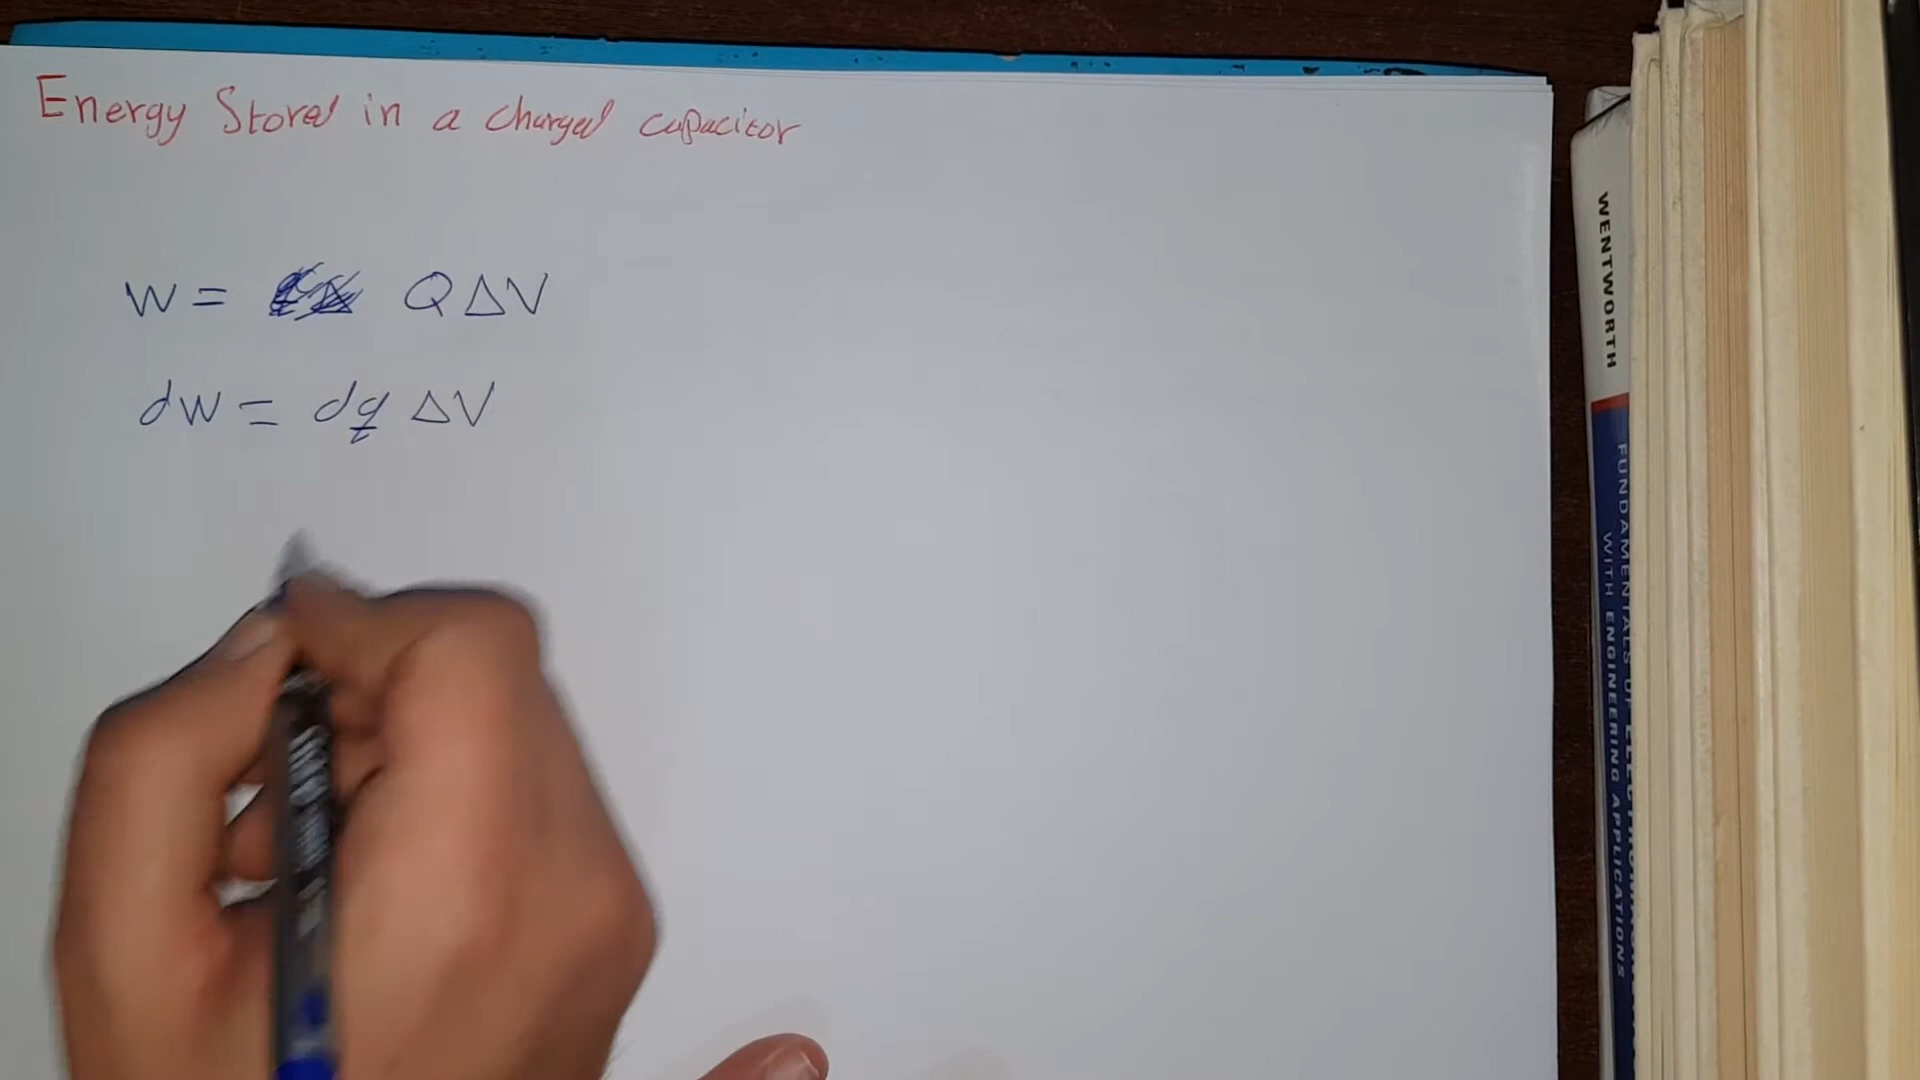 Energy Stored in a charged capacitor
W = Q ΔV
dW = dq ΔV
WENTWORTH
FUNDAMENTALS OF ELECTROMAGNETICS
WITH ENGINEERING APPLICATIONS